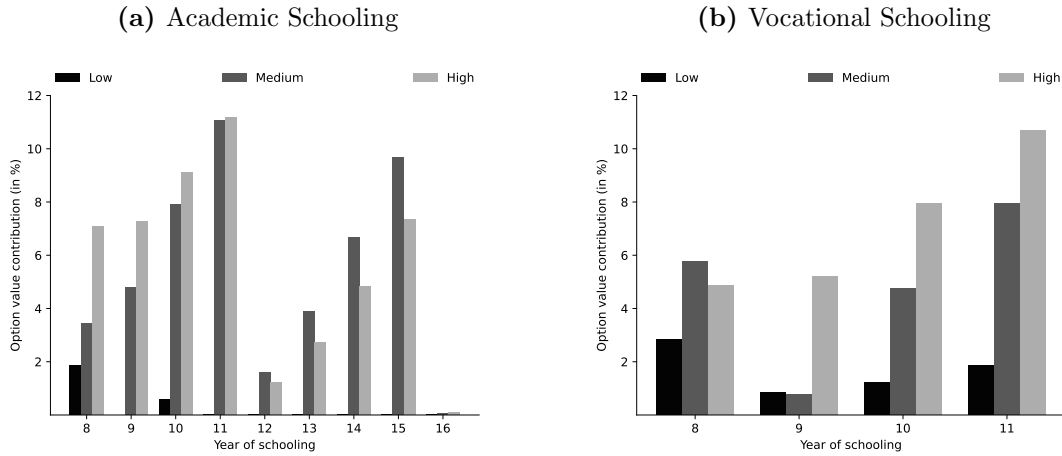 (a) Academic Schooling
Low Medium High
12
10
8
6
4
2
Option value contribution (in %)
8 9 10 11 12 13 14 15 16
Year of schooling
(b) Vocational Schooling
Low Medium High
12
10
8
6
4
2
Option value contribution (in %)
8 9 10 11
Year of schooling